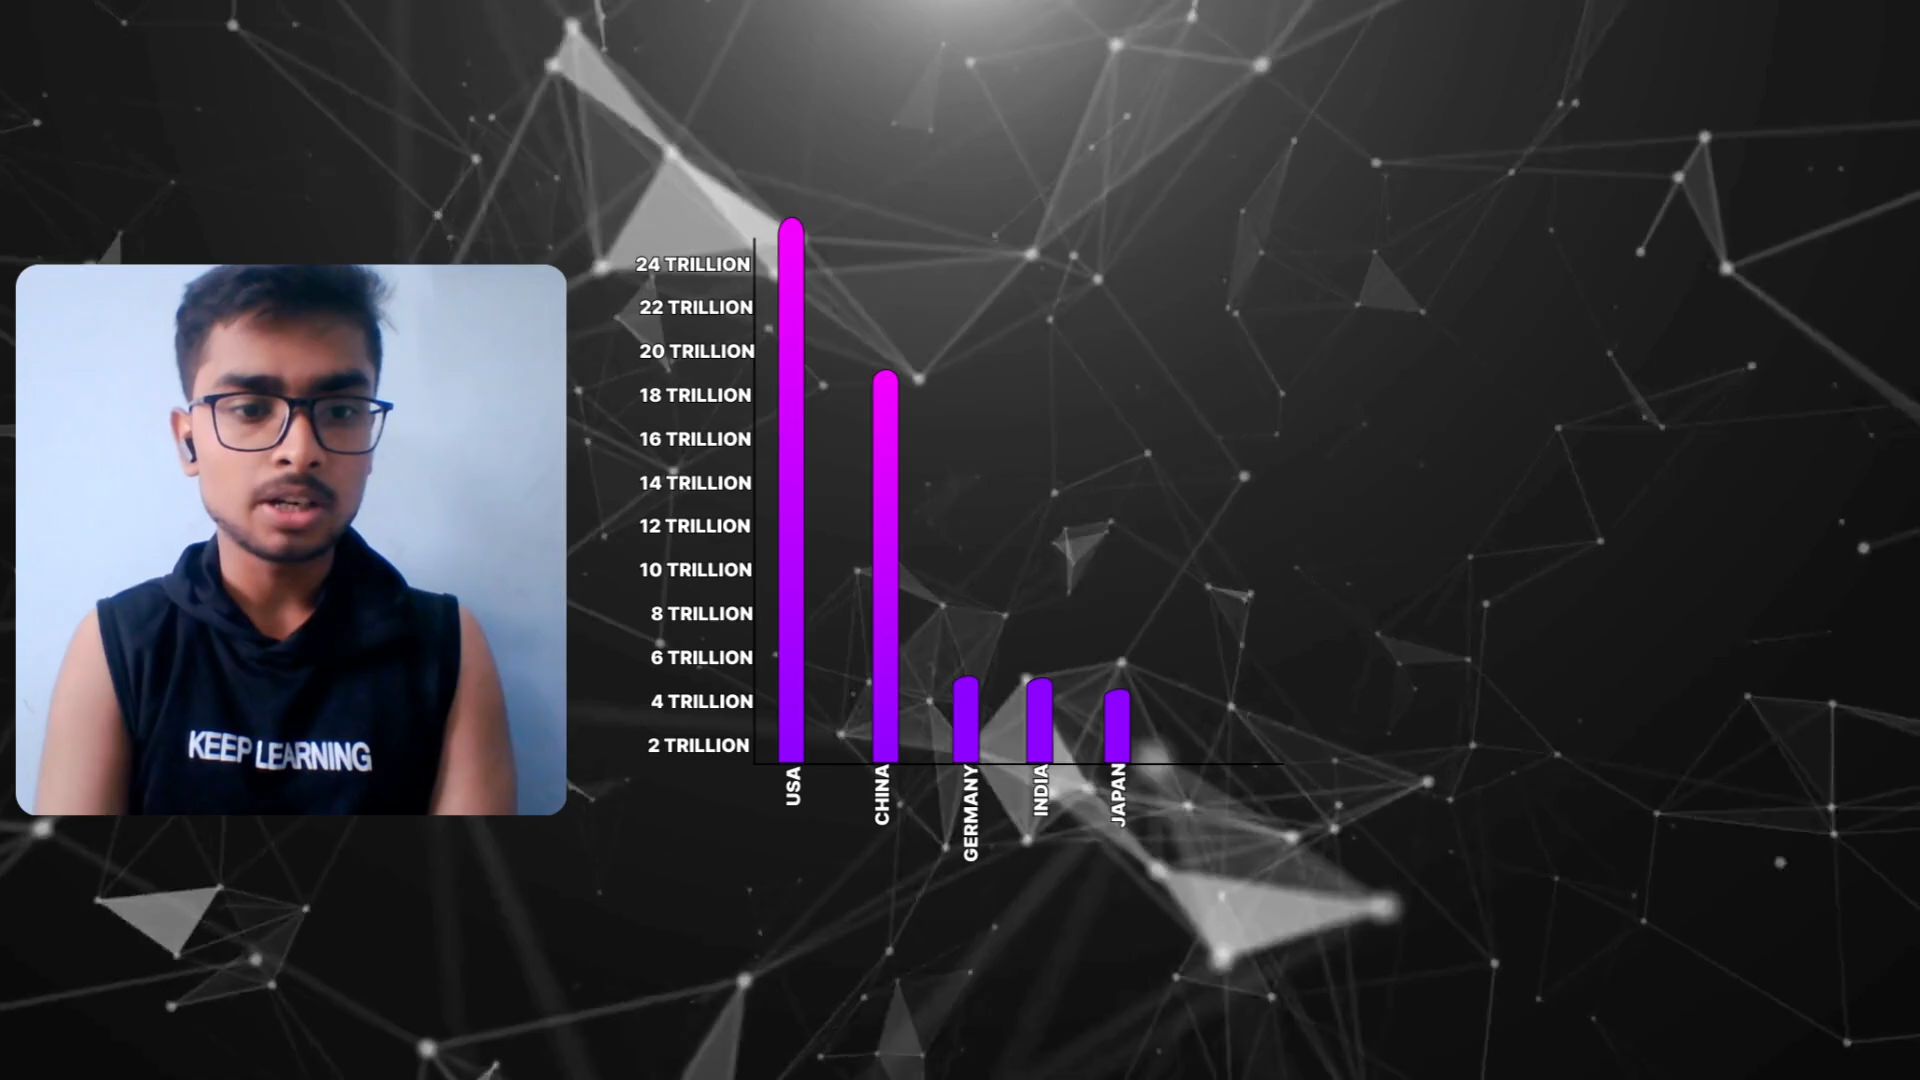 24 TRILLION
22 TRILLION
20 TRILLION
18 TRILLION
16 TRILLION
14 TRILLION
12 TRILLION
10 TRILLION
8 TRILLION
6 TRILLION
4 TRILLION
2 TRILLION
USA
CHINA
GERMANY
INDIA
JAPAN
KEEP LEARNING